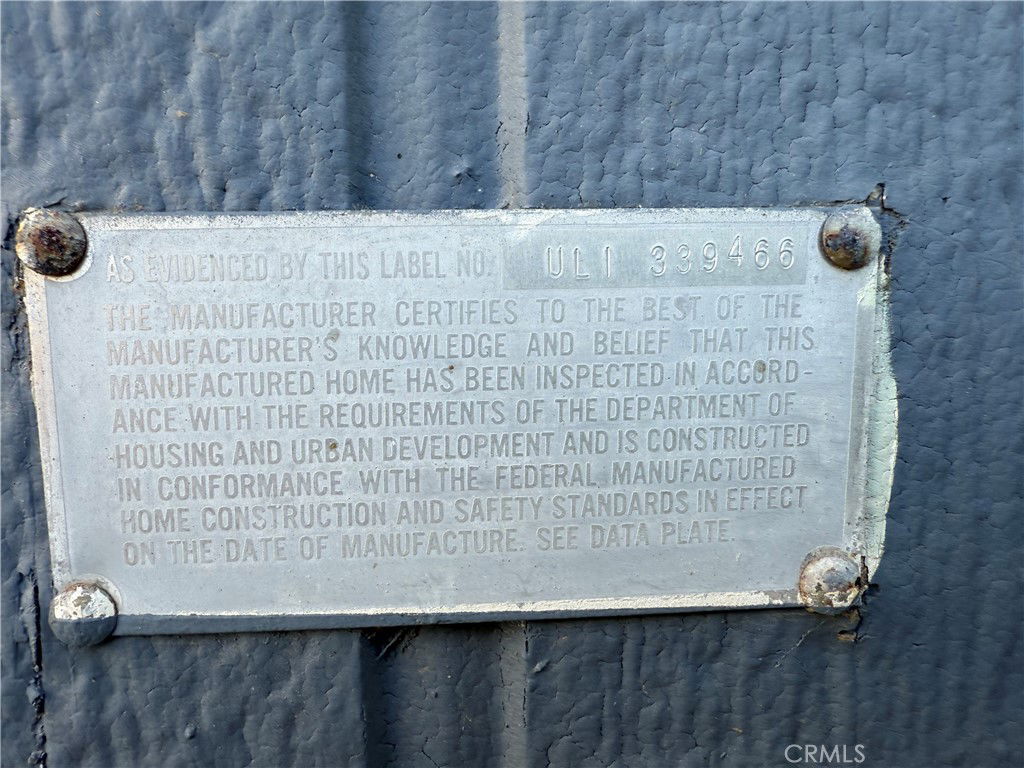 AS EVIDENCED BY THIS LABEL NO. ULI 339466
THE MANUFACTURER CERTIFIES TO THE BEST OF THE
MANUFACTURER'S KNOWLEDGE AND BELIEF THAT THIS
MANUFACTURED HOME HAS BEEN INSPECTED IN ACCORD-
ANCE WITH THE REQUIREMENTS OF THE DEPARTMENT OF
HOUSING AND URBAN DEVELOPMENT AND IS CONSTRUCTED
IN CONFORMANCE WITH THE FEDERAL MANUFACTURED
HOME CONSTRUCTION AND SAFETY STANDARDS IN EFFECT
ON THE DATE OF MANUFACTURE. SEE DATA PLATE.
CRMLS